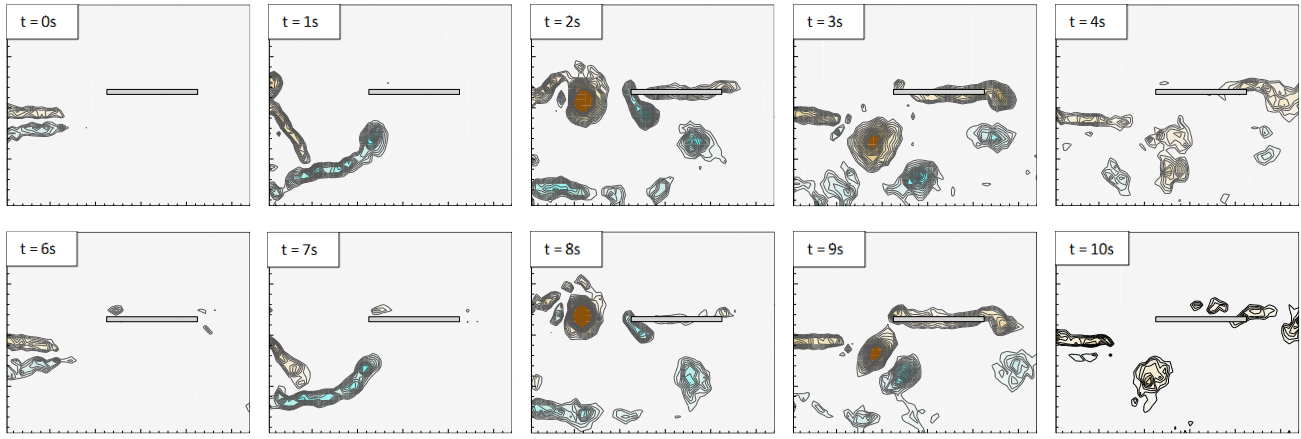 t = 0s
t = 1s
t = 2s
t = 3s
t = 4s
t = 6s
t = 7s
t = 8s
t = 9s
t = 10s